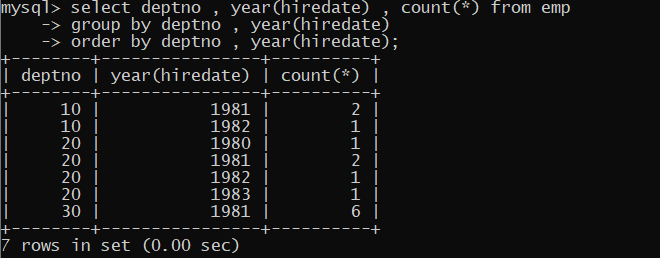 mysql> select deptno , year(hiredate) , count(*) from emp
    -> group by deptno , year(hiredate)
    -> order by deptno , year(hiredate);
+--------+----------------+----------+
| deptno | year(hiredate) | count(*) |
+--------+----------------+----------+
|     10 |           1981 |        2 |
|     10 |           1982 |        1 |
|     20 |           1980 |        1 |
|     20 |           1981 |        2 |
|     20 |           1982 |        1 |
|     20 |           1983 |        1 |
|     30 |           1981 |        6 |
+--------+----------------+----------+
7 rows in set (0.00 sec)